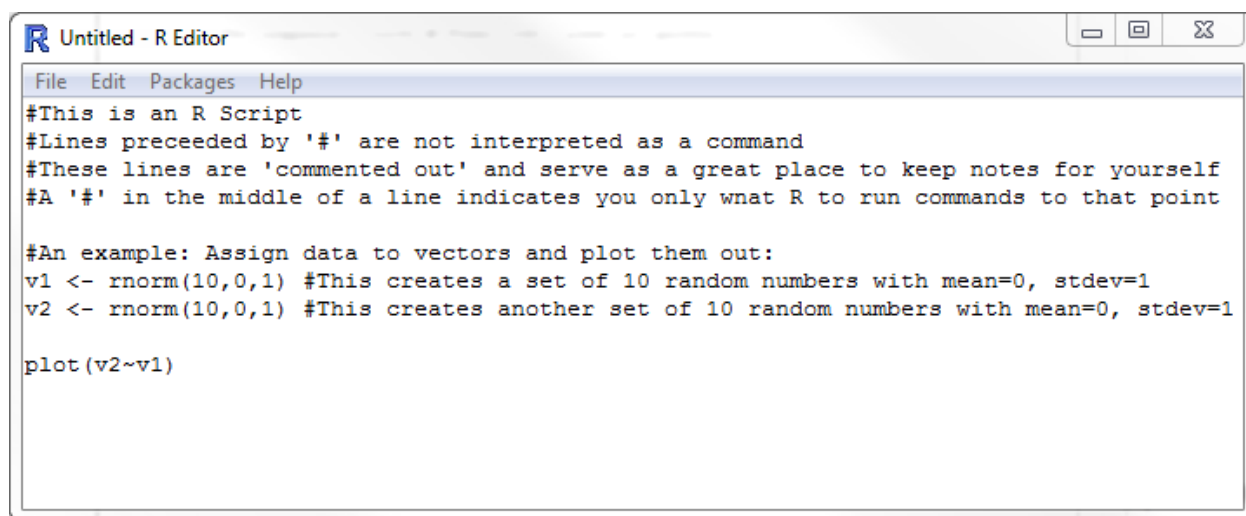 R Untitled - R Editor
File Edit Packages Help
#This is an R Script
#Lines preceeded by '#' are not interpreted as a command
#These lines are 'commented out' and serve as a great place to keep notes for yourself
#A '#' in the middle of a line indicates you only wnat R to run commands to that point
#An example: Assign data to vectors and plot them out:
v1 <- rnorm(10,0,1) #This creates a set of 10 random numbers with mean=0, stdev=1
v2 <- rnorm(10,0,1) #This creates another set of 10 random numbers with mean=0, stdev=1
plot(v2~v1)